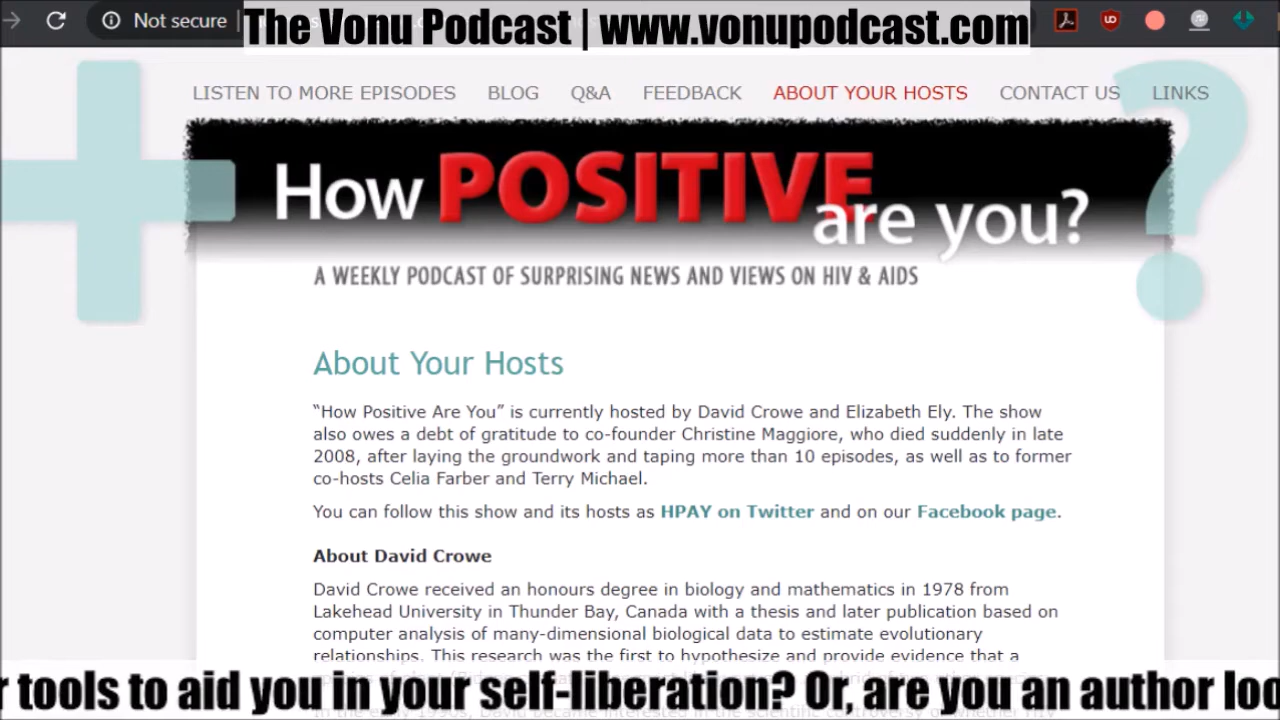 Not secure
The Vonu Podcast | www.vonupodcast.com
LISTEN TO MORE EPISODES BLOG Q&A FEEDBACK ABOUT YOUR HOSTS CONTACT US LINKS
How POSITIVE are you?
A WEEKLY PODCAST OF SURPRISING NEWS AND VIEWS ON HIV & AIDS
About Your Hosts
“How Positive Are You” is currently hosted by David Crowe and Elizabeth Ely. The show
also owes a debt of gratitude to co-founder Christine Maggiore, who died suddenly in late
2008, after laying the groundwork and taping more than 10 episodes, as well as to former
co-hosts Celia Farber and Terry Michael.
You can follow this show and its hosts as HPAY on Twitter and on our Facebook page.
About David Crowe
David Crowe received an honours degree in biology and mathematics in 1978 from
Lakehead University in Thunder Bay, Canada with a thesis and later publication based on
computer analysis of many-dimensional biological data to estimate evolutionary
relationships. This research was the first to hypothesize and provide evidence that a
r tools to aid you in your self-liberation? Or, are you an author loo